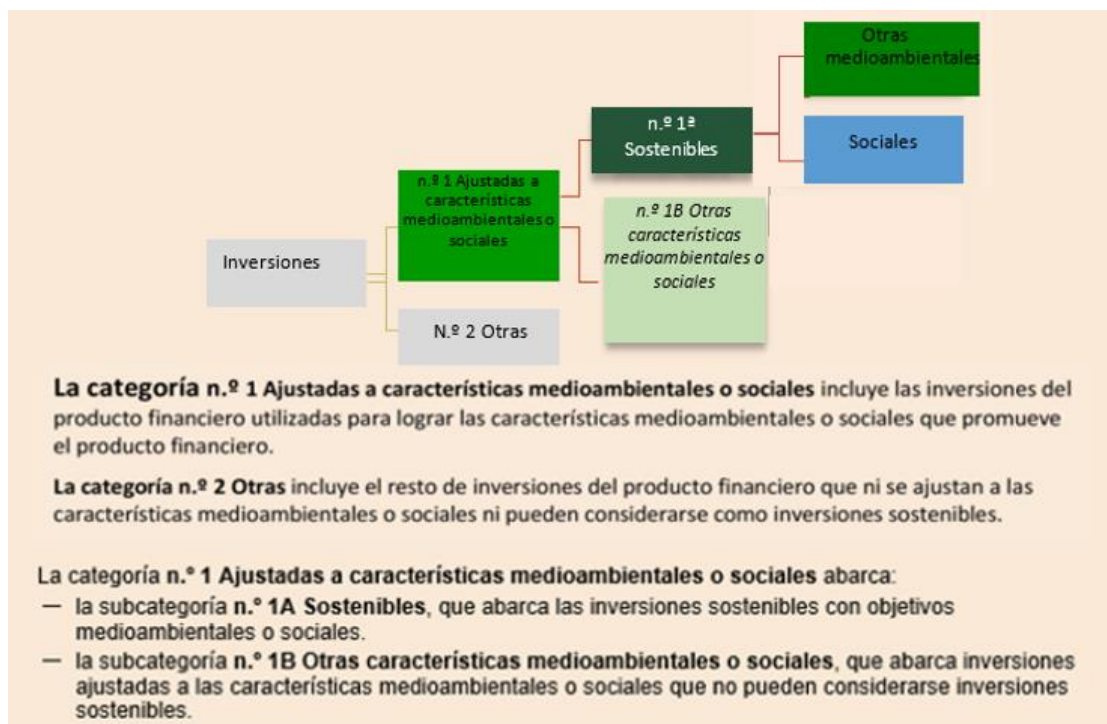 Otras
medioambientales
n.º 1ª
Sostenibles
Sociales
n.º 1 Ajustadas a
características
medioambientales o
sociales
n.º 1B Otras
características
medioambientales o
sociales
Inversiones
N.º 2 Otras
La categoría n.º 1 Ajustadas a características medioambientales o sociales incluye las inversiones del
producto financiero utilizadas para lograr las características medioambientales o sociales que promueve
el producto financiero.
La categoría n.º 2 Otras incluye el resto de inversiones del producto financiero que ni se ajustan a las
características medioambientales o sociales ni pueden considerarse como inversiones sostenibles.
La categoría n.º 1 Ajustadas a características medioambientales o sociales abarca:
— la subcategoría n.º 1A Sostenibles, que abarca las inversiones sostenibles con objetivos
medioambientales o sociales.
— la subcategoría n.º 1B Otras características medioambientales o sociales, que abarca inversiones
ajustadas a las características medioambientales o sociales que no pueden considerarse inversiones
sostenibles.